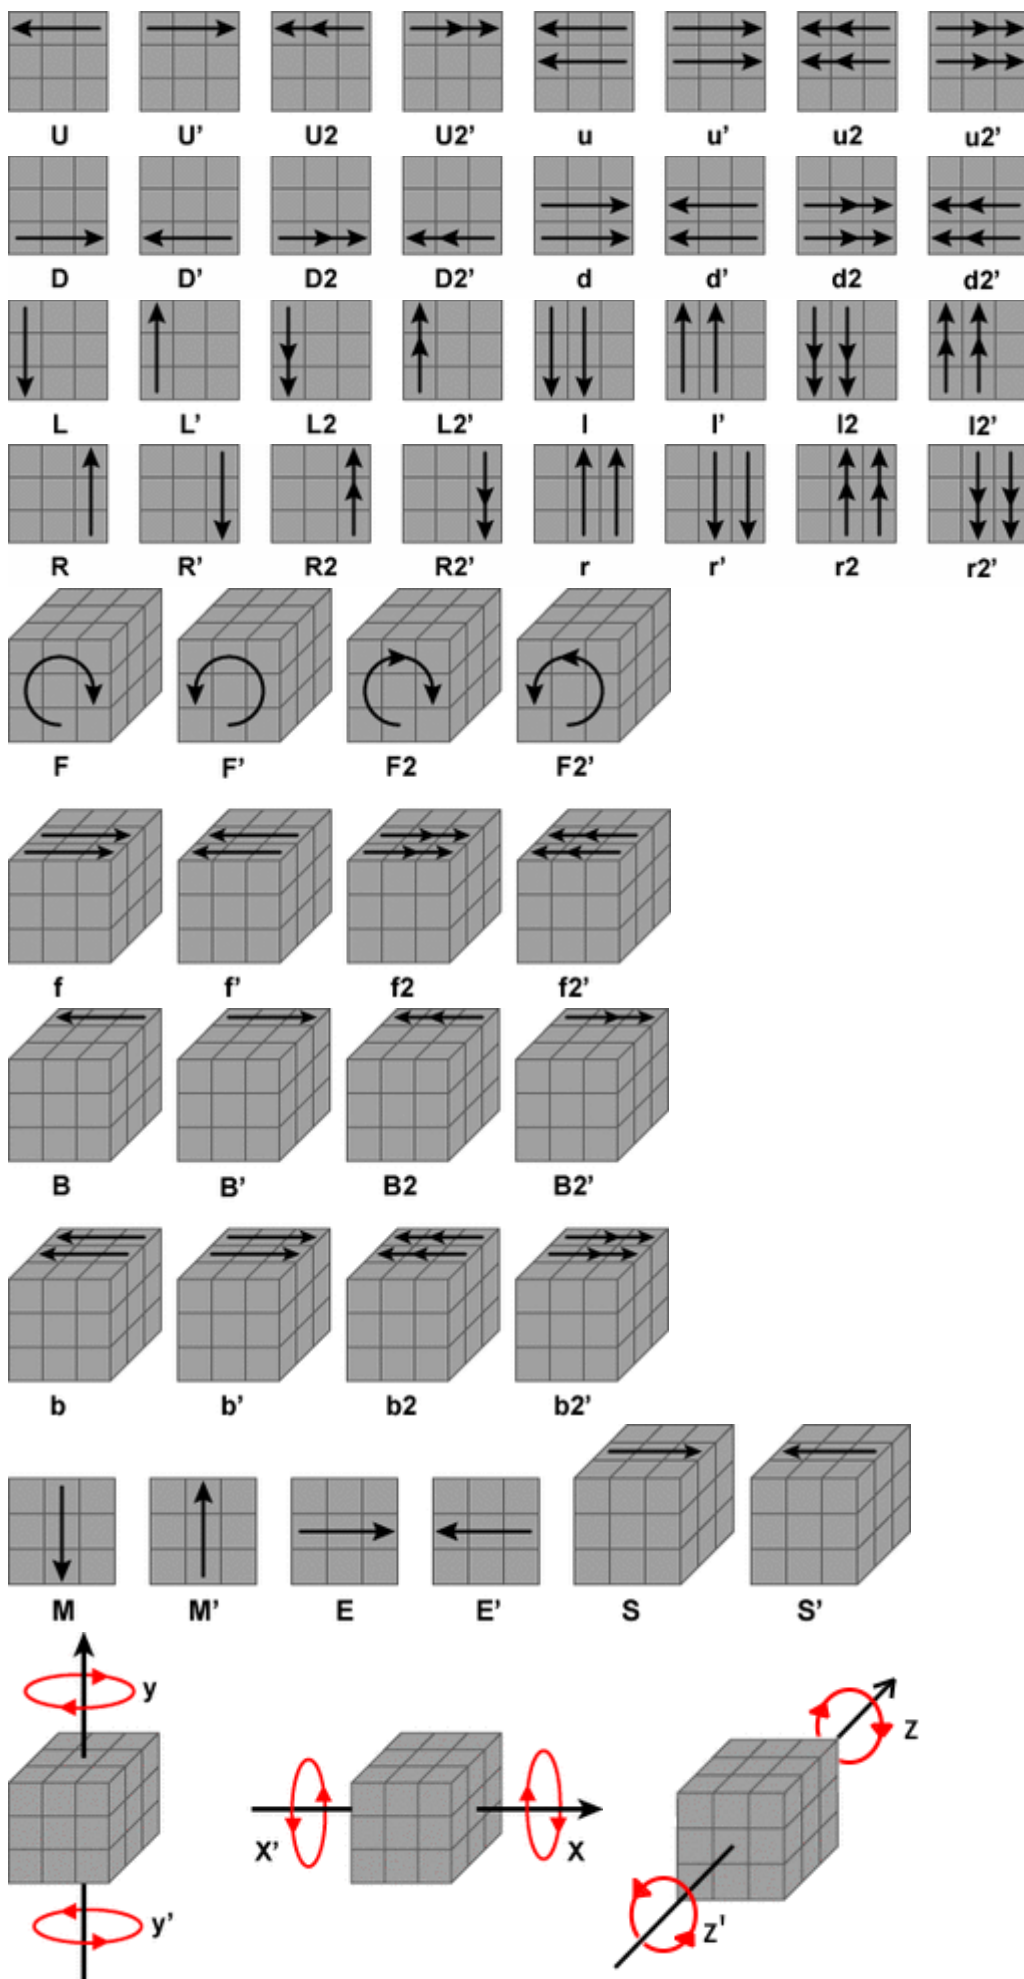 U U’ U2 U2’ u u’ u2 u2’
D D’ D2 D2’ d d’ d2 d2’
L L’ L2 L2’ l l’ l2 l2’
R R’ R2 R2’ r r’ r2 r2’
F F’ F2 F2’
f f’ f2 f2’
B B’ B2 B2’
b b’ b2 b2’
M M’ E E’ S S’
y
Z
X’ X
y’
Z'